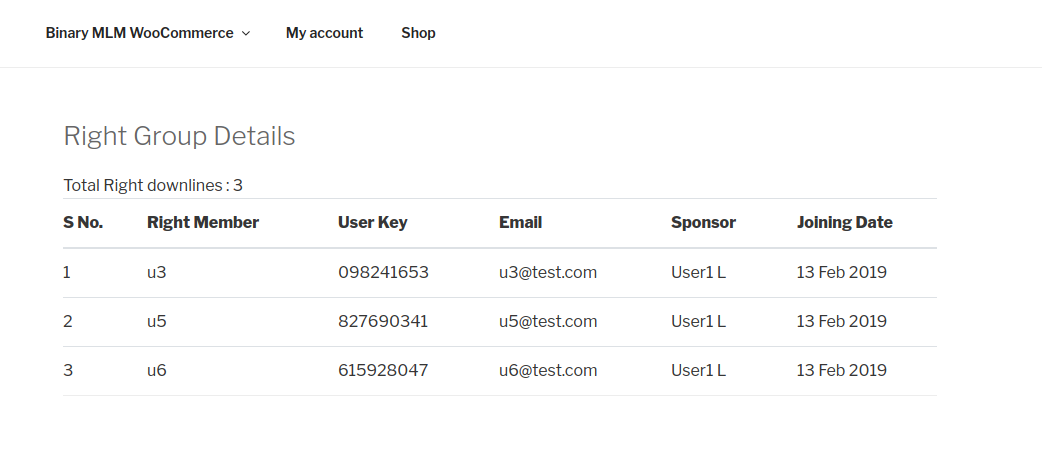 Binary MLM WooCommerce My account Shop
Right Group Details
Total Right downlines : 3
S No. Right Member User Key Email Sponsor Joining Date
1 u3 098241653 u3@test.com User1 L 13 Feb 2019
2 u5 827690341 u5@test.com User1 L 13 Feb 2019
3 u6 615928047 u6@test.com User1 L 13 Feb 2019